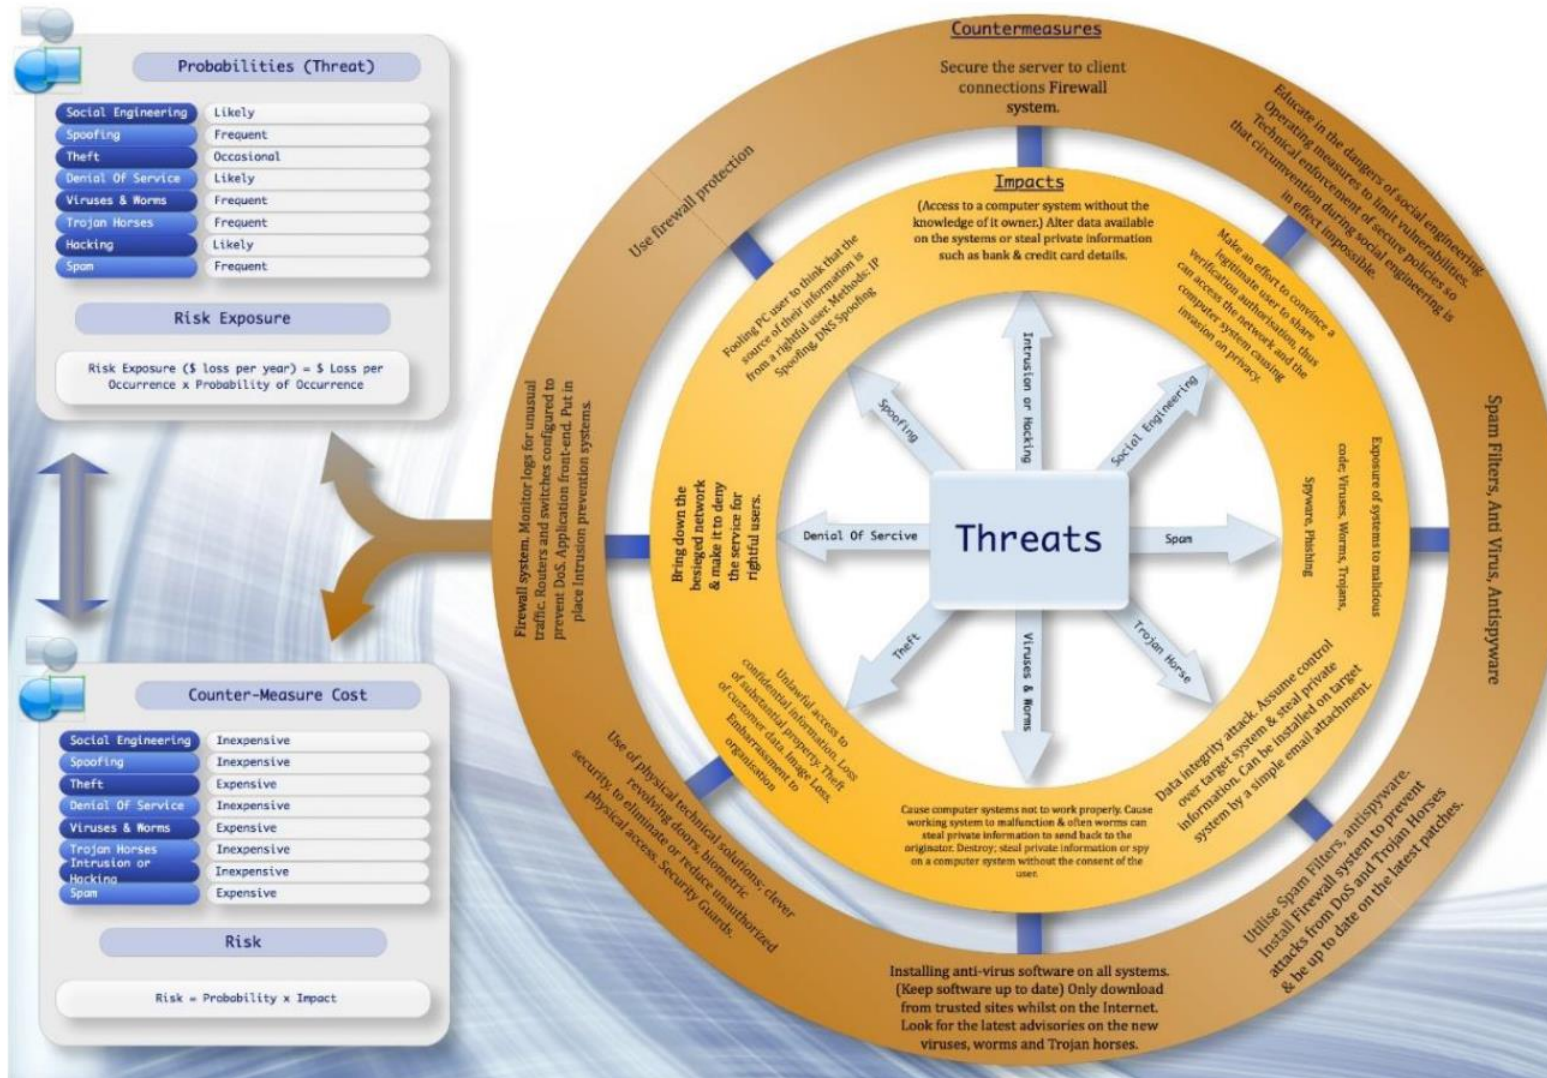 Probabilities (Threat)
Social Engineering Likely
Spoofing Frequent
Theft Occasional
Denial Of Service Likely
Viruses & Worms Frequent
Trojan Horses Frequent
Hacking Likely
Spam Frequent
Risk Exposure
Risk Exposure ($ loss per year) = $ Loss per
Occurrence x Probability of Occurrence
Counter-Measure Cost
Social Engineering Inexpensive
Spoofing Inexpensive
Theft Expensive
Denial Of Service Inexpensive
Viruses & Worms Expensive
Trojan Horses Inexpensive
Intrusion or
Hacking Inexpensive
Spam Expensive
Risk
Risk = Probability x Impact
Countermeasures
Secure the server to client
connections Firewall
system.
Educate in the dangers of social engineering.
Operating measures to limit vulnerabilities.
Technical enforcement of secure policies so
that circumvention during social engineering is
in effect impossible.
Spam Filters, Anti Virus, Antispyware
Utilise Spam Filters, antispyware.
Install Firewall system to prevent
attacks from DoS and Trojan Horses
& be up to date on the latest patches.
Installing anti-virus software on all systems.
(Keep software up to date) Only download
from trusted sites whilst on the Internet.
Look for the latest advisories on the new
viruses, worms and Trojan horses.
Use of physical technical solutions; clever
revolving doors, biometric
security, to eliminate or reduce unauthorized
physical access. Security Guards.
Firewall system. Monitor logs for unusual
traffic. Routers and switches configured to
prevent DoS. Application front-end. Put in
place Intrusion prevention systems.
Use firewall protection
Impacts
(Access to a computer system without the
knowledge of it owner.) Alter data available
on the systems or steal private information
such as bank & credit card details.
Make an effort to convince a
legitimate user to share
verification authorisation, thus
can access the network and the
computer system causing
invasion on privacy.
Exposure of systems to malicious
code; Viruses, Worms, Trojans,
Spyware, Phishing
Data integrity attack. Assume control
over target system & steal private
information. Can be installed on target
system by a simple email attachment.
Cause computer systems not to work properly. Cause
working system to malfunction & often worms can
steal private information to send back to the
originator. Destroy; steal private information or spy
on a computer system without the consent of the
user.
Unlawful access to
confidential information. Loss
of substantial property. Theft
of customer data. Image Loss,
Embarrassment to
organisation
Bring down the
besieged network
& make it to deny
the service for
rightful users.
Fooling PC user to think that the
source of their information is
from a rightful user. Methods: IP
Spoofing, DNS Spoofing
Threats
Intrusion or Hacking
Social Engineering
Spam
Trojan Horse
Viruses & Worms
Theft
Denial Of Sercive
Spoofing